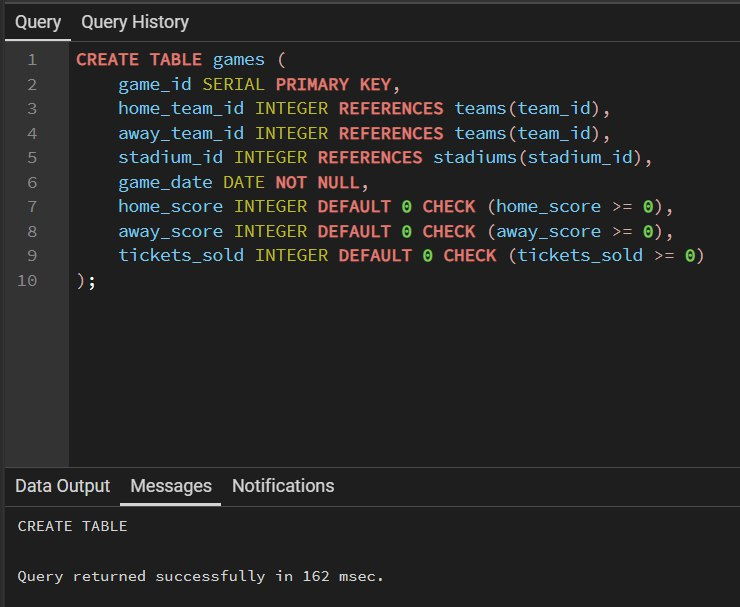 Query Query History
1 CREATE TABLE games (
2 game_id SERIAL PRIMARY KEY,
3 home_team_id INTEGER REFERENCES teams(team_id),
4 away_team_id INTEGER REFERENCES teams(team_id),
5 stadium_id INTEGER REFERENCES stadiums(stadium_id),
6 game_date DATE NOT NULL,
7 home_score INTEGER DEFAULT 0 CHECK (home_score >= 0),
8 away_score INTEGER DEFAULT 0 CHECK (away_score >= 0),
9 tickets_sold INTEGER DEFAULT 0 CHECK (tickets_sold >= 0)
10 );
Data Output Messages Notifications
CREATE TABLE
Query returned successfully in 162 msec.